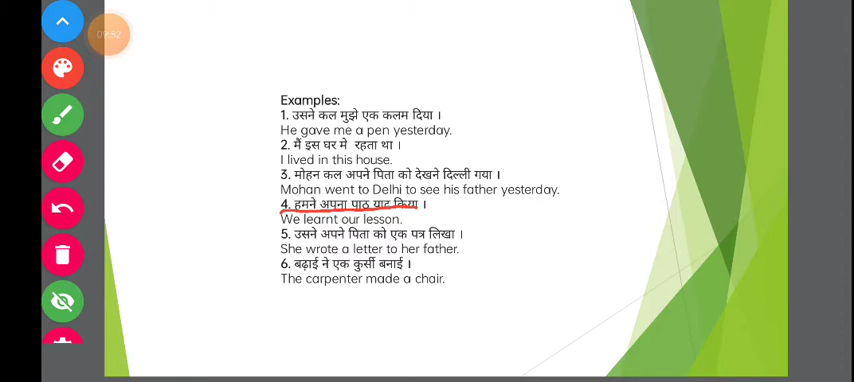 09:52
Examples:
1. उसने कल मुझे एक कलम दिया ।
He gave me a pen yesterday.
2. मैं इस घर मे रहता था ।
I lived in this house.
3. मोहन कल अपने पिता को देखने दिल्ली गया ।
Mohan went to Delhi to see his father yesterday.
4. हमने अपना पाठ याद किया ।
We learnt our lesson.
5. उसने अपने पिता को एक पत्र लिखा ।
She wrote a letter to her father.
6. बढ़ाई ने एक कुर्सी बनाई ।
The carpenter made a chair.